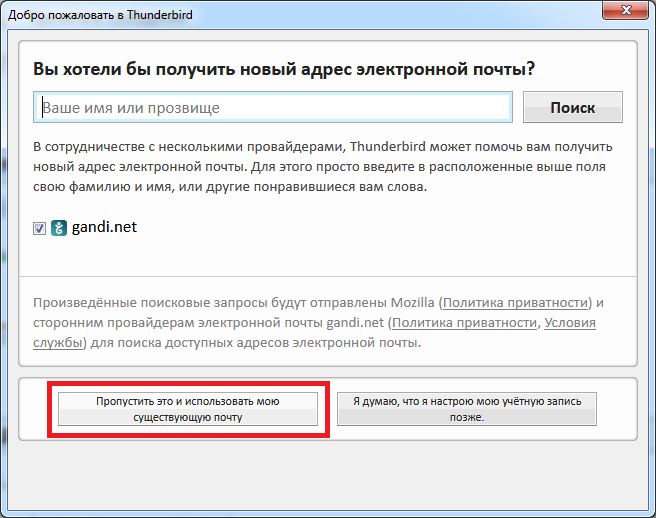 Добро пожаловать в Thunderbird
Вы хотели бы получить новый адрес электронной почты?
Ваше имя или прозвище
Поиск
В сотрудничестве с несколькими провайдерами, Thunderbird может помочь вам получить
новый адрес электронной почты. Для этого просто введите в расположенные выше поля
свою фамилию и имя, или другие понравившиеся вам слова.
gandi.net
Произведённые поисковые запросы будут отправлены Mozilla (Политика приватности) и
сторонним провайдерам электронной почты gandi.net (Политика приватности, Условия
службы) для поиска доступных адресов электронной почты.
Пропустить это и использовать мою
существующую почту
Я думаю, что я настрою мою учётную запись
позже.